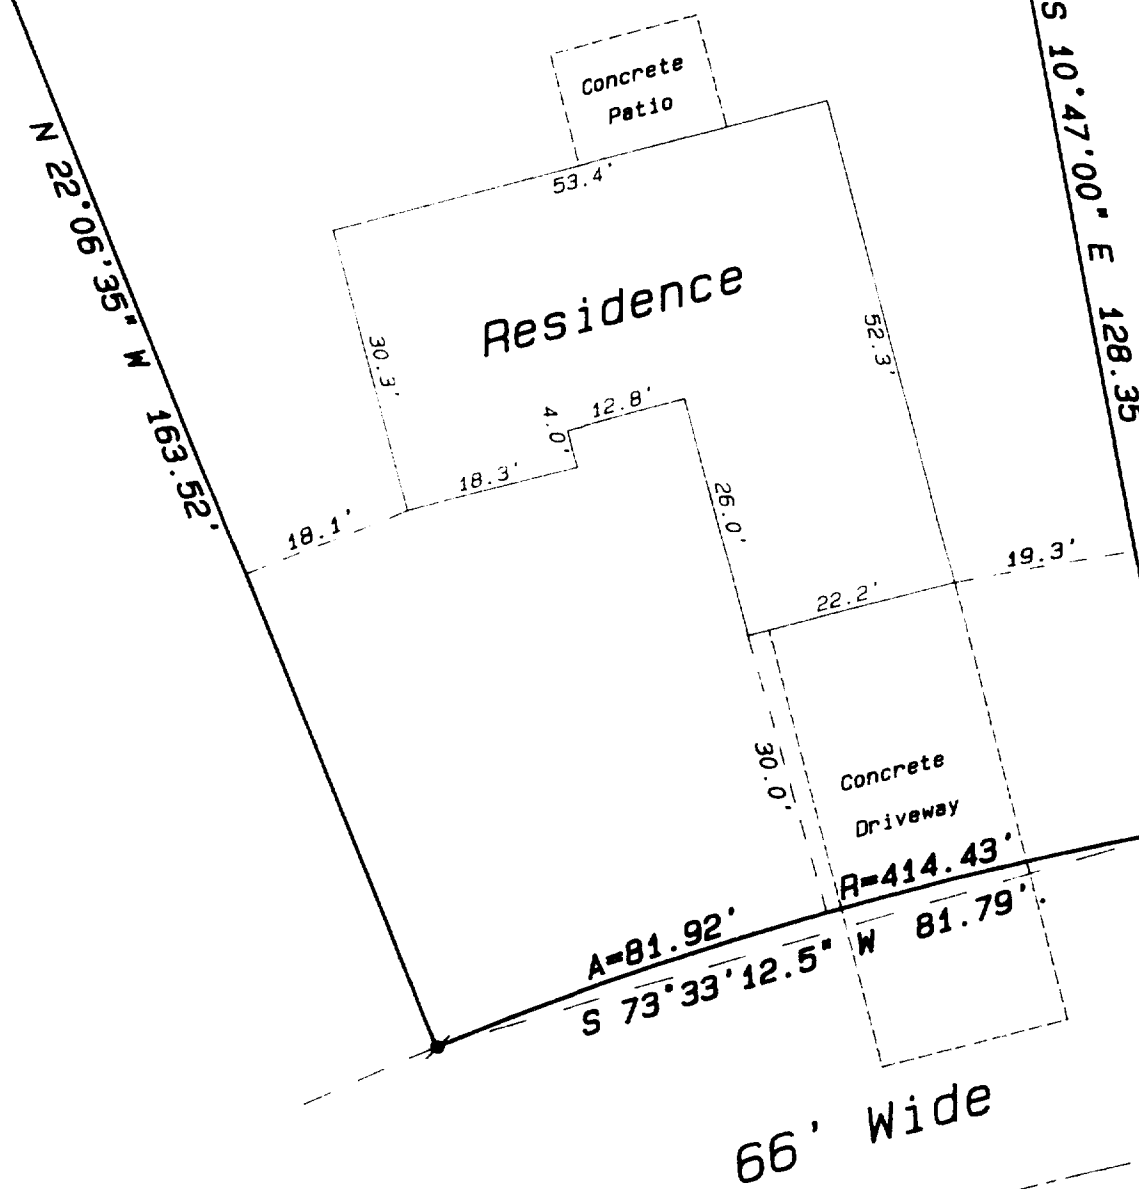 S 10°47'00" E 128.35
Concrete
Patio
N 22°06'35" W 163.52'
53.4'
Residence
30.3'
52.3'
4.0'
12.8'
18.3'
26.0'
18.1'
19.3'
22.2'
30.0'
Concrete
Driveway
R=414.43'
A=81.92'
S 73°33'12.5" W 81.79'
66' Wide